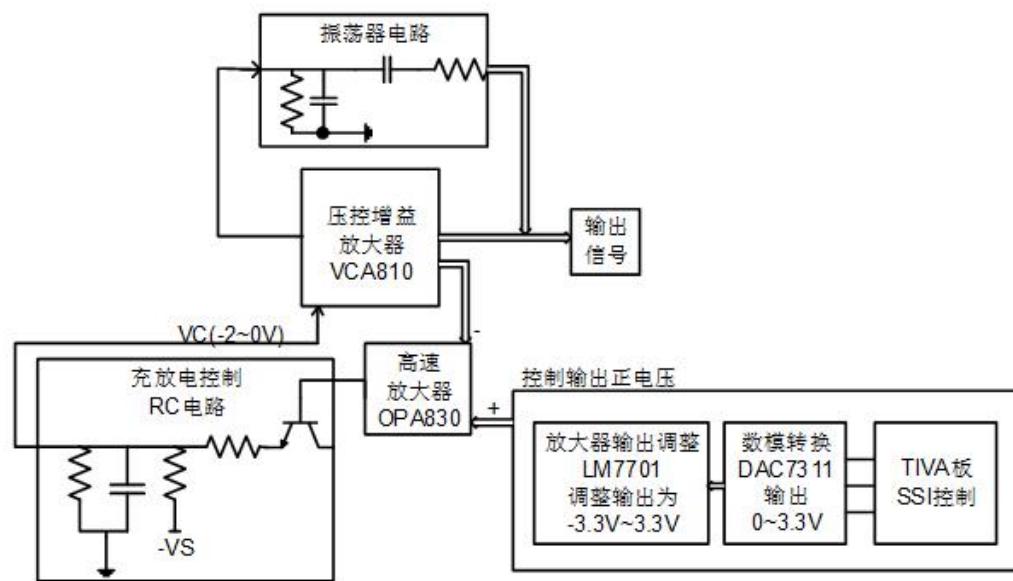 振荡器电路
压控增益
放大器
VCA810
输出
信号
VC(-2~0V)
-
充放电控制
RC电路
-VS
高速
放大器
OPA830
+
控制输出正电压
放大器输出调整
LM7701
调整输出为
-3.3V~3.3V
数模转换
DAC7311
输出
0~3.3V
TIVA板
SSI控制